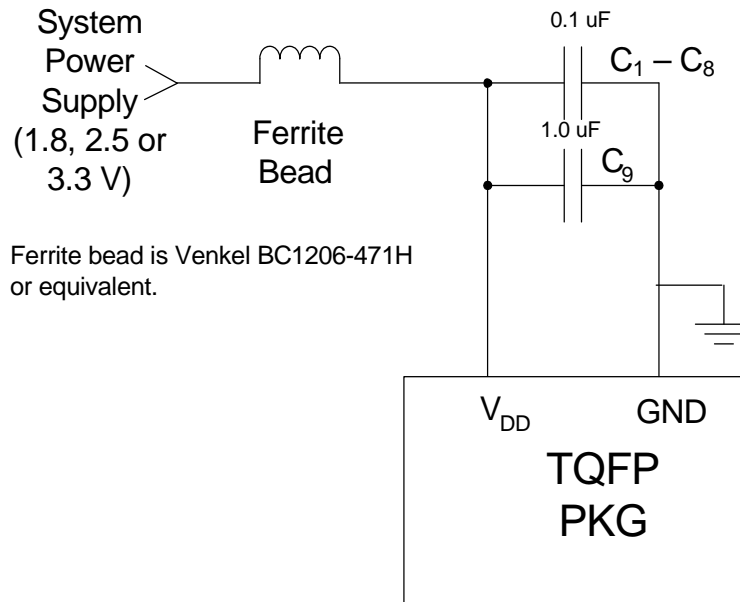 System
Power
Supply
(1.8, 2.5 or
3.3 V)
Ferrite
Bead
0.1 uF
C₁ – C₈
1.0 uF
C₉
Ferrite bead is Venkel BC1206-471H
or equivalent.
V_DD
GND
TQFP
PKG